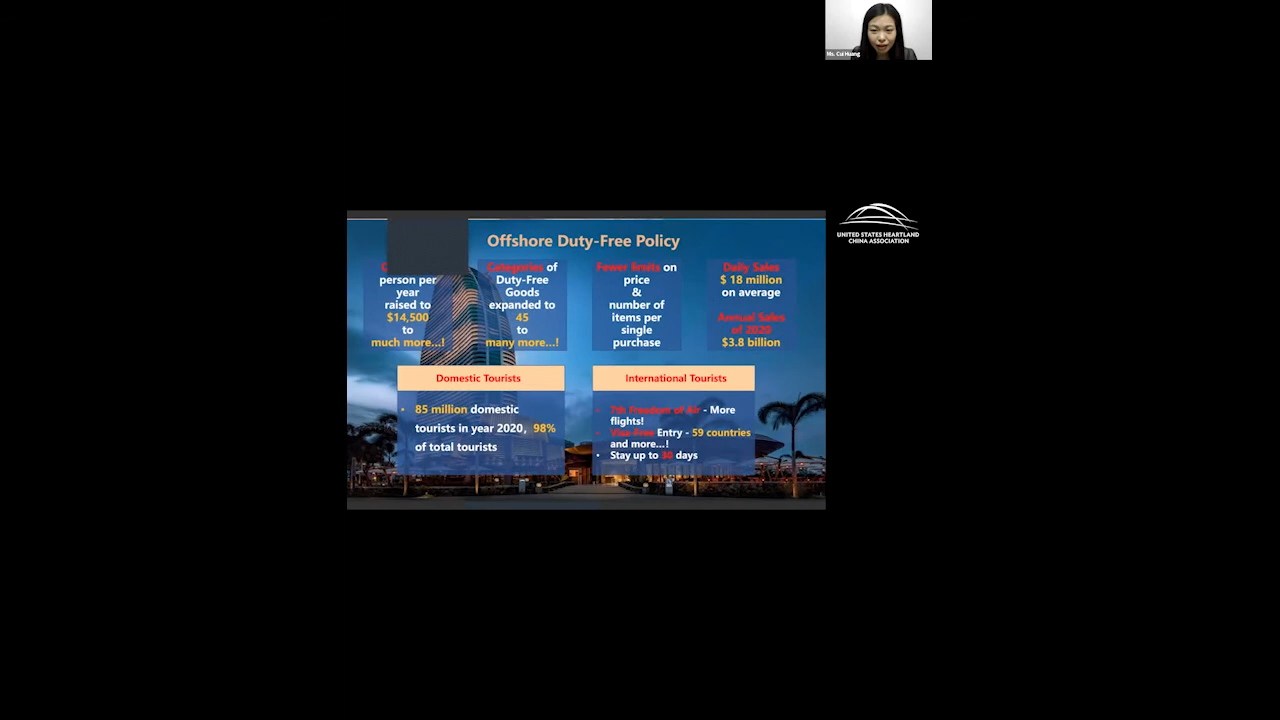 Ms. Cui Huang
UNITED STATES HEARTLAND
CHINA ASSOCIATION
Offshore Duty-Free Policy
person per
year
raised to
$14,500
to
much more...!
Categories of
Duty-Free
Goods
expanded to
45
to
many more...!
Fewer limits on
price
&
number of
items per
single
purchase
Daily Sales
$ 18 million
on average
Annual Sales
of 2020
$3.8 billion
Domestic Tourists
• 85 million domestic
tourists in year 2020, 98%
of total tourists
International Tourists
• 7th Freedom of Air - More
flights!
• Visa-Free Entry - 59 countries
and more...!
• Stay up to 30 days